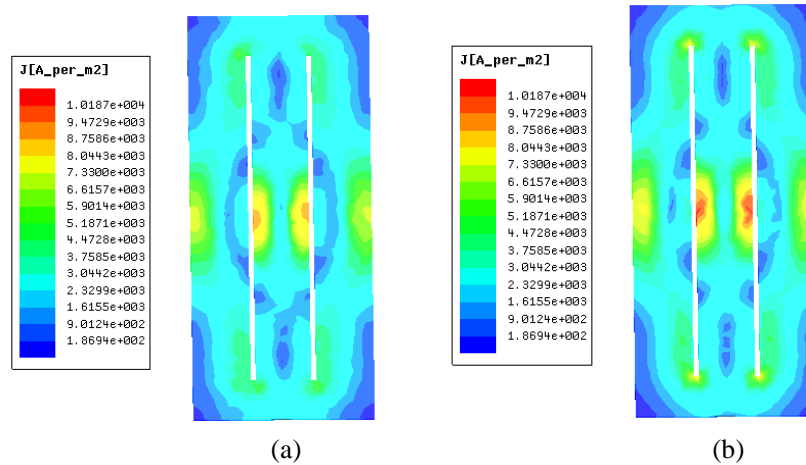 J[A_per_m2]
1.0187e+004
9.4729e+003
8.7586e+003
8.0443e+003
7.3300e+003
6.6157e+003
5.9014e+003
5.1871e+003
4.4728e+003
3.7585e+003
3.0442e+003
2.3299e+003
1.6155e+003
9.0124e+002
1.8694e+002
(a)
J[A_per_m2]
1.0187e+004
9.4729e+003
8.7586e+003
8.0443e+003
7.3300e+003
6.6157e+003
5.9014e+003
5.1871e+003
4.4728e+003
3.7585e+003
3.0442e+003
2.3299e+003
1.6155e+003
9.0124e+002
1.8694e+002
(b)